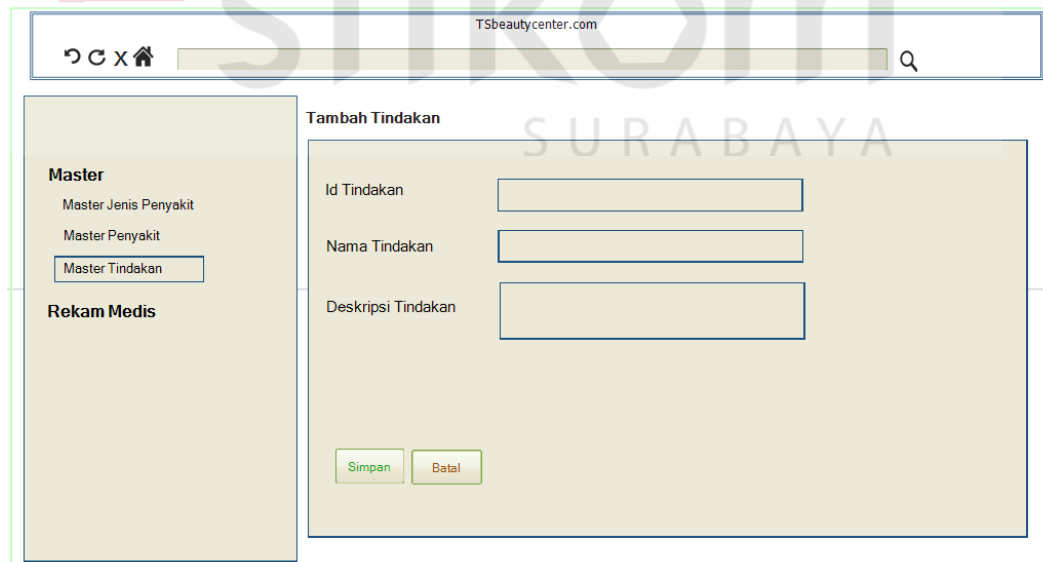 TSbeautycenter.com
X
Tambah Tindakan
SURABAYA
Master
Master Jenis Penyakit
Master Penyakit
Master Tindakan
Rekam Medis
Id Tindakan
Nama Tindakan
Deskripsi Tindakan
Simpan
Batal